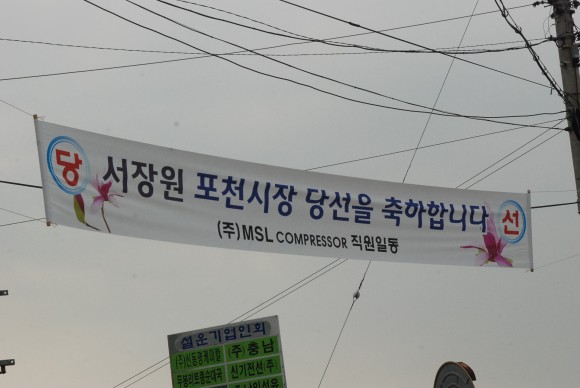 당 서장원 포천시장 당선을 축하합니다 선
(주)MSL COMPRESSOR 직원일동
설운기업인회
(주)충남
신기전선(주)